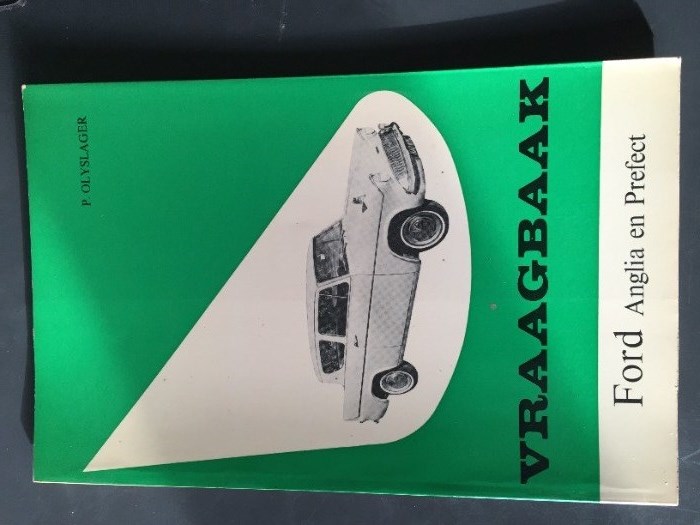 P. OLYSLAGER
VRAAGBAAK
Ford Anglia en Prefect